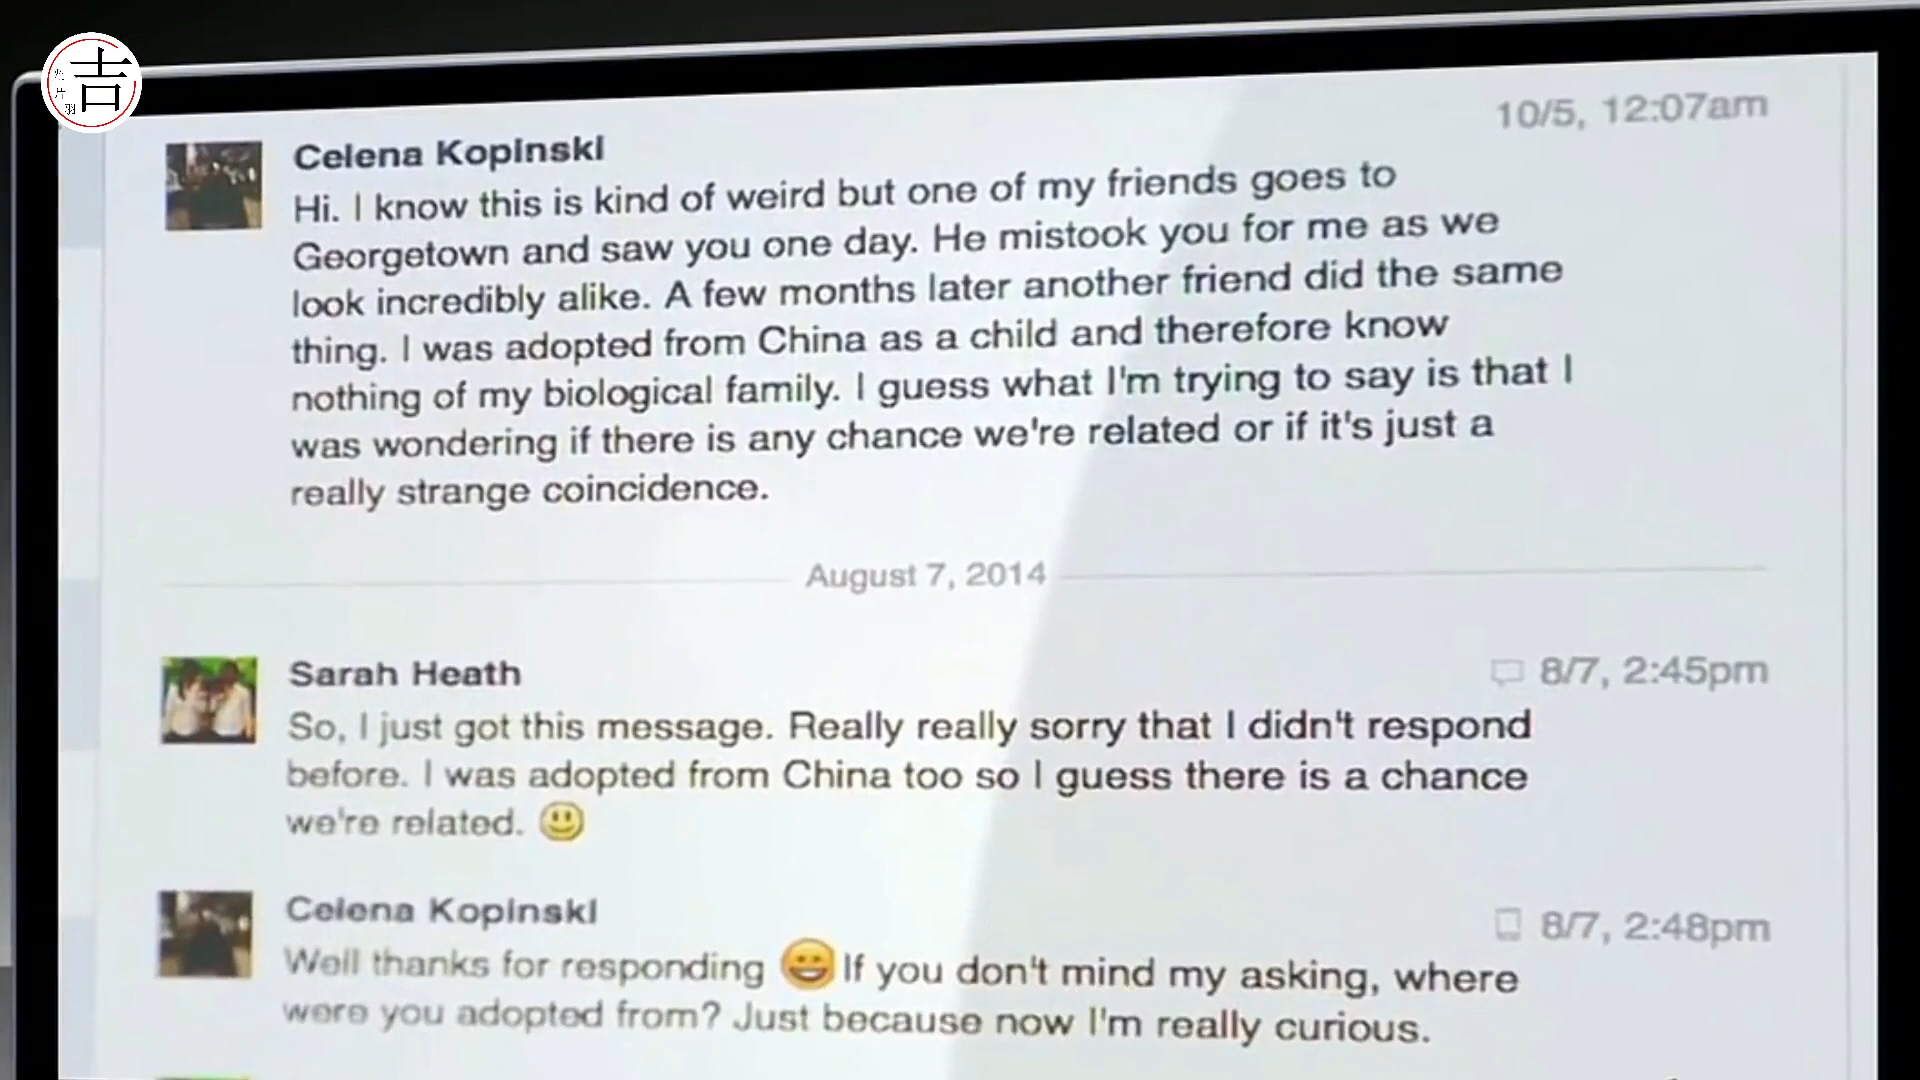 吉
光
片
羽
10/5, 12:07am
Celena Kopinski
Hi. I know this is kind of weird but one of my friends goes to
Georgetown and saw you one day. He mistook you for me as we
look incredibly alike. A few months later another friend did the same
thing. I was adopted from China as a child and therefore know
nothing of my biological family. I guess what I'm trying to say is that I
was wondering if there is any chance we're related or if it's just a
really strange coincidence.
August 7, 2014
Sarah Heath
8/7, 2:45pm
So, I just got this message. Really really sorry that I didn't respond
before. I was adopted from China too so I guess there is a chance
we're related. 😃
Celena Kopinski
8/7, 2:48pm
Well thanks for responding 😄 If you don't mind my asking, where
were you adopted from? Just because now I'm really curious.